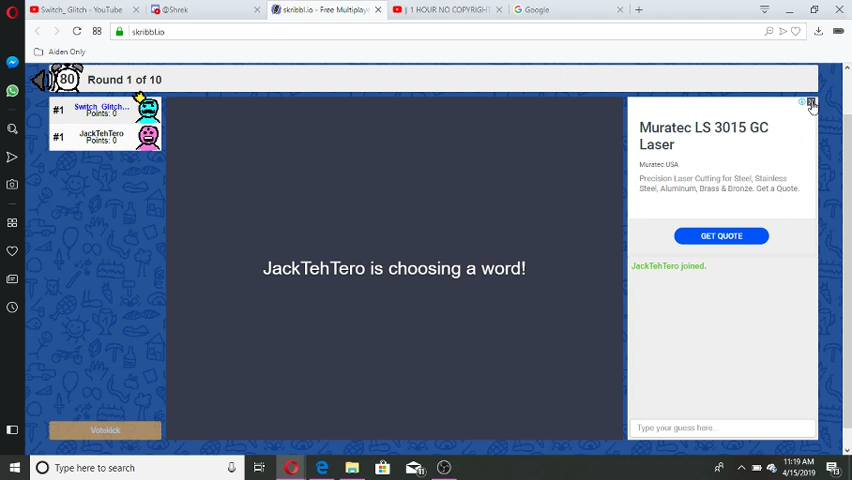 Switch_Glitch - YouTube
@Shrek
skribbl.io - Free Multiplaye
|| 1 HOUR NO COPYRIGHT
Google
skribbl.io
Aiden Only
80
Round 1 of 10
#1
Switch_Glitch...
Points: 0
#1
JackTehTero
Points: 0
JackTehTero is choosing a word!
Muratec LS 3015 GC
Laser
Muratec USA
Precision Laser Cutting for Steel, Stainless
Steel, Aluminum, Brass & Bronze. Get a Quote.
GET QUOTE
JackTehTero joined.
Votekick
Type your guess here...
Type here to search
11
11:19 AM
4/15/2019
13